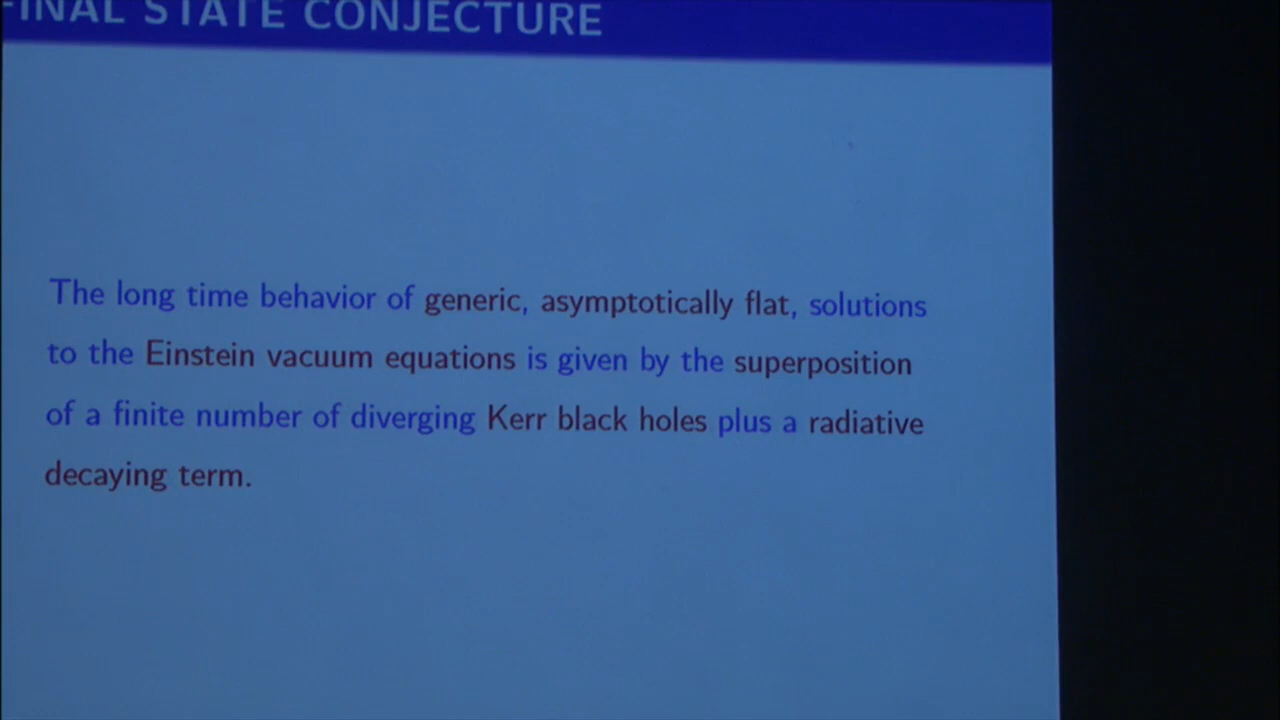 FINAL STATE CONJECTURE
The long time behavior of generic, asymptotically flat, solutions
to the Einstein vacuum equations is given by the superposition
of a finite number of diverging Kerr black holes plus a radiative
decaying term.